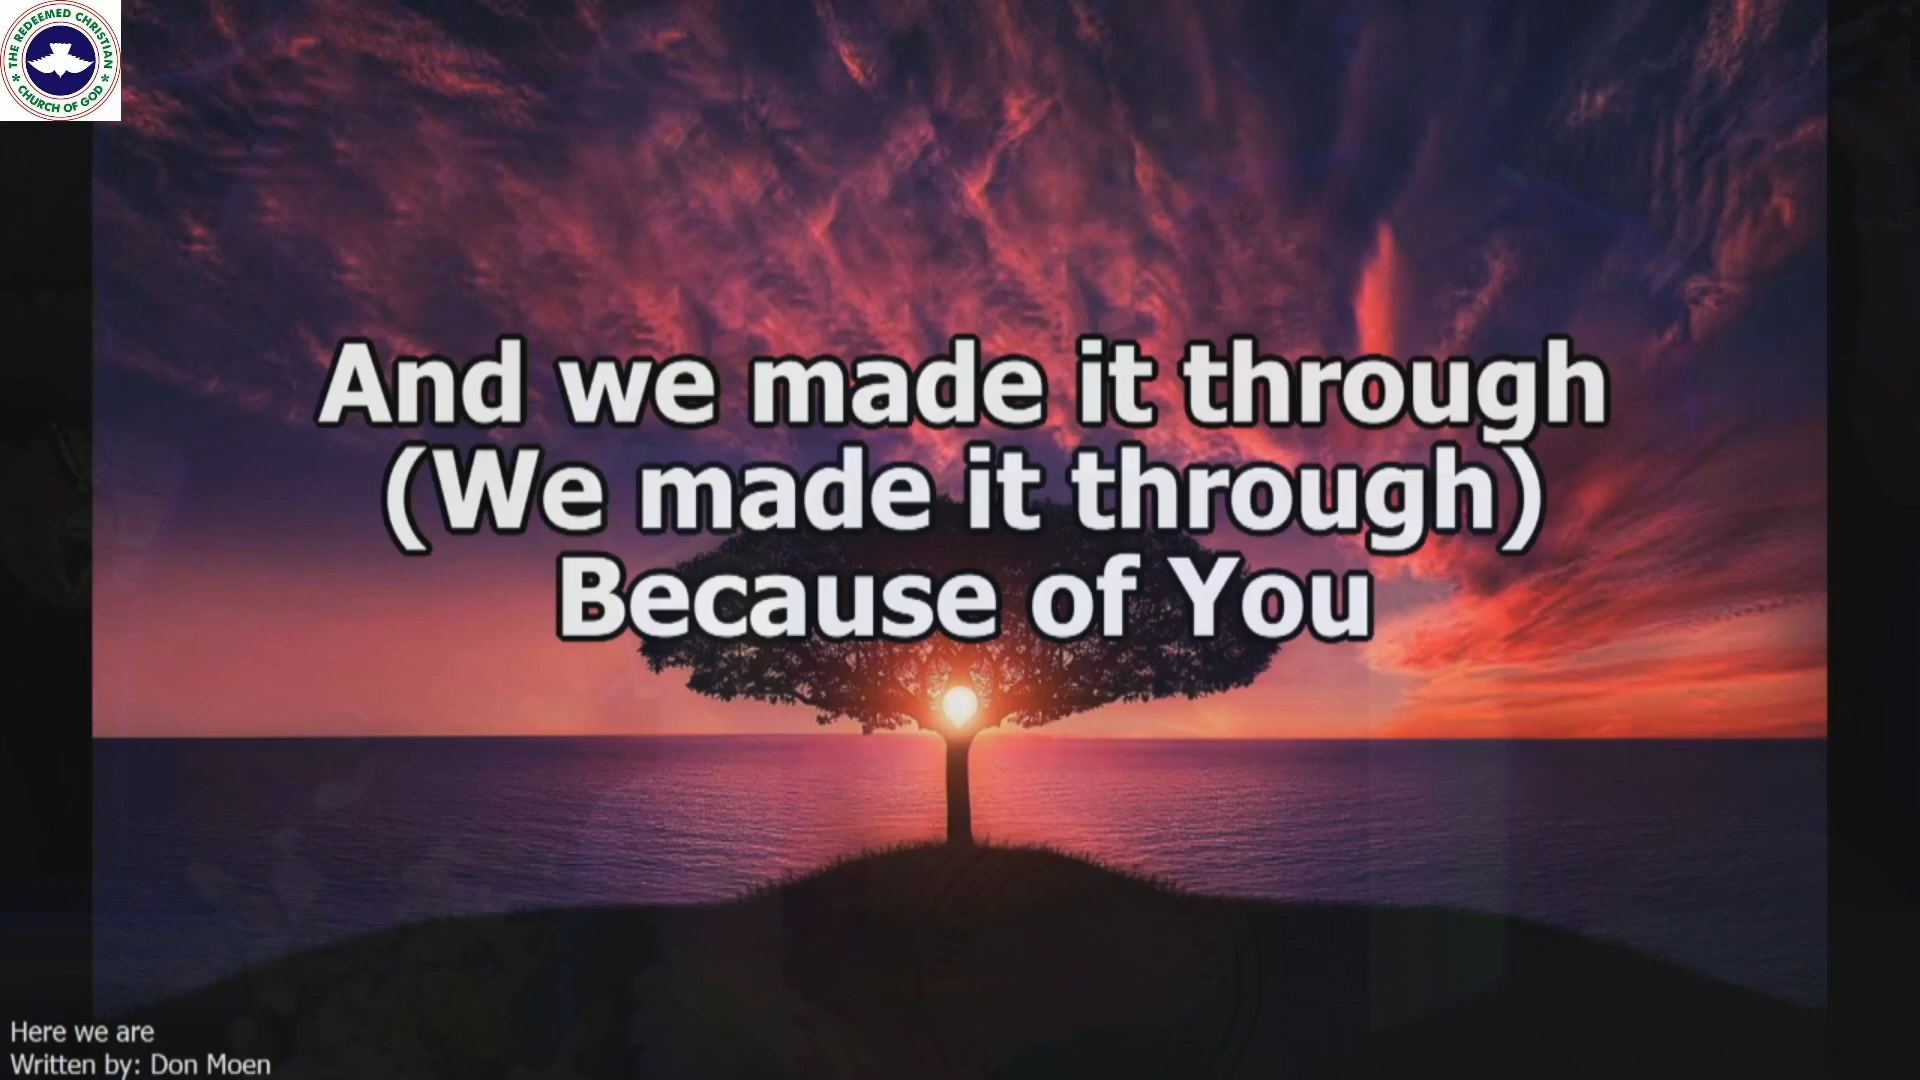 THE REDEEMED CHRISTIAN
CHURCH OF GOD
And we made it through
(We made it through)
Because of You
Here we are
Written by: Don Moen